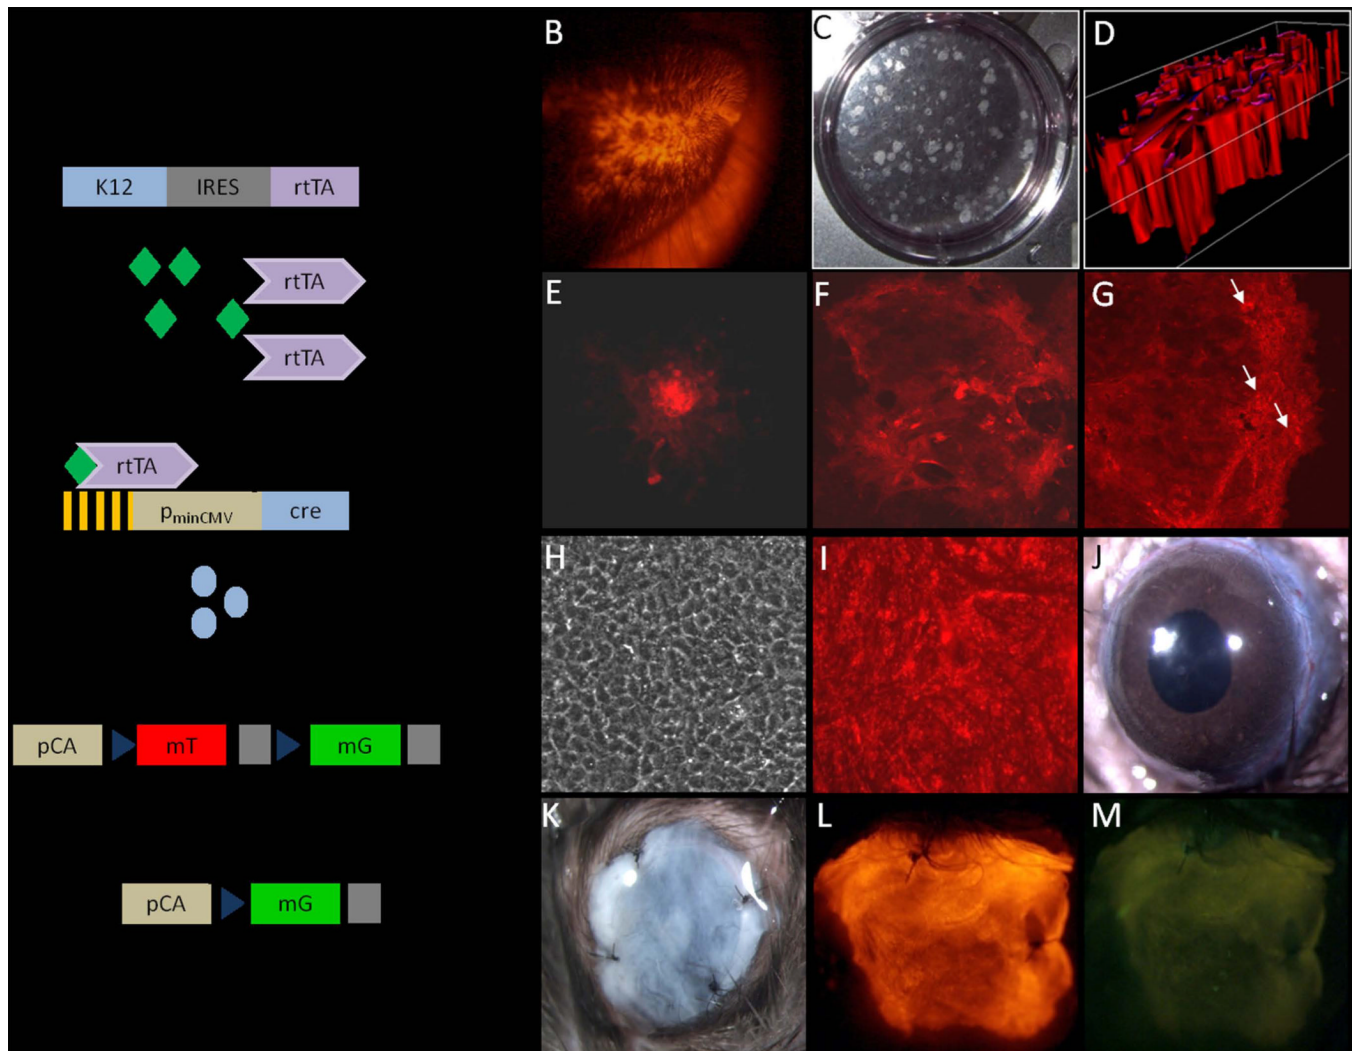 K12 IRES rtTA
rtTA
rtTA
rtTA
pminCMV cre
pCA mT mG
pCA mG
B C D
E F G
H I J
K L M